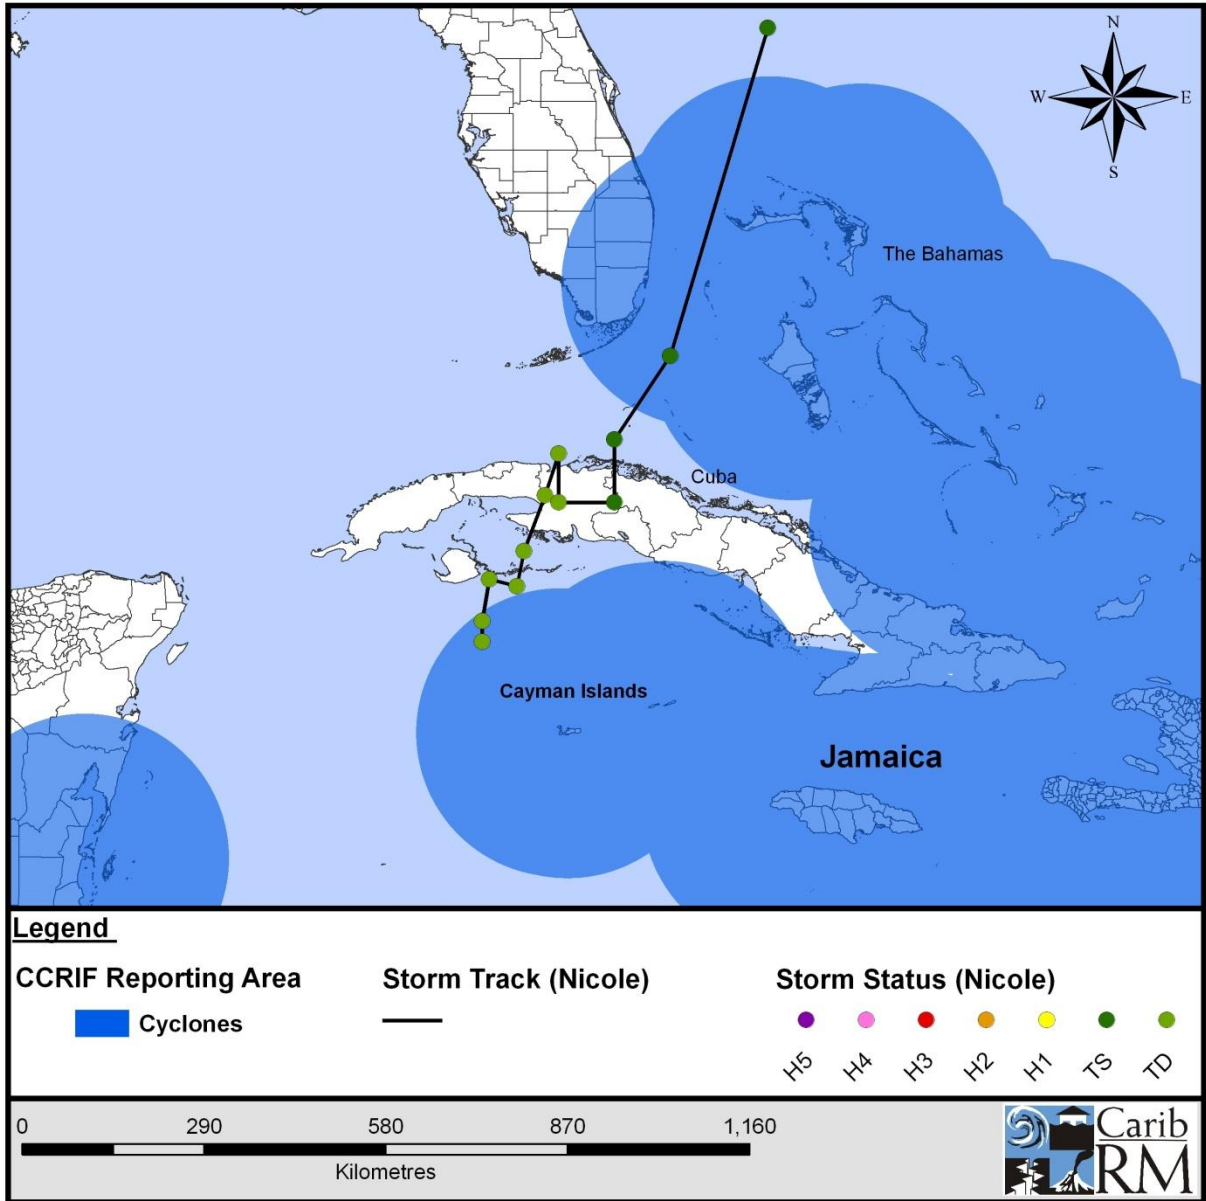 N
W E
S
The Bahamas
Cuba
Cayman Islands
Jamaica
Legend
CCRIF Reporting Area
Cyclones
Storm Track (Nicole)
Storm Status (Nicole)
H5 H4 H3 H2 H1 TS TD
0 290 580 870 1,160
Kilometres
Carib
RM